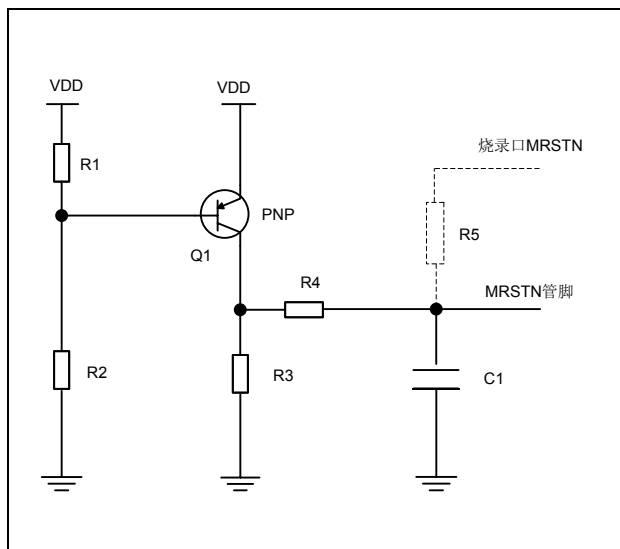 VDD
VDD
烧录口MRSTN
R1
PNP
R5
Q1
R4
MRSTN管脚
R2
R3
C1